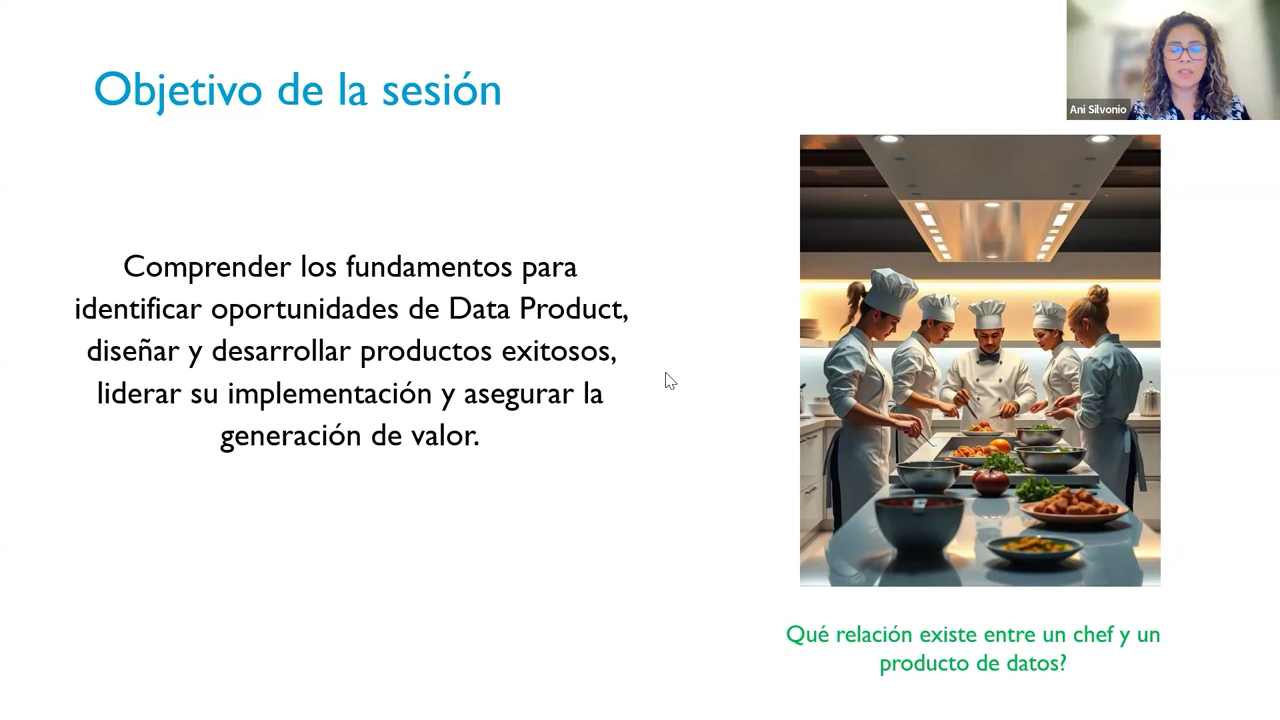 Objetivo de la sesión
Ani Silvonio
Comprender los fundamentos para
identificar oportunidades de Data Product,
diseñar y desarrollar productos exitosos,
liderar su implementación y asegurar la
generación de valor.
Qué relación existe entre un chef y un
producto de datos?